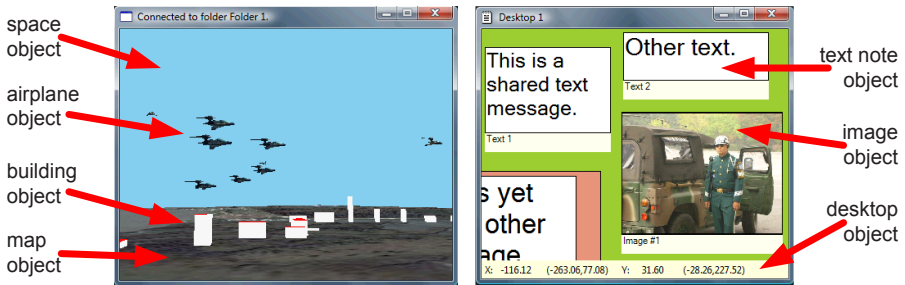 space
object
airplane
object
building
object
map
object
Connected to folder Folder 1.
Desktop 1
This is a
shared text
message.
Text 1
Other text.
Text 2
s yet
other
age
Image #1
X: -116.12 (-263.06,77.08) Y: 31.60 (-28.26,227.52)
text note
object
image
object
desktop
object